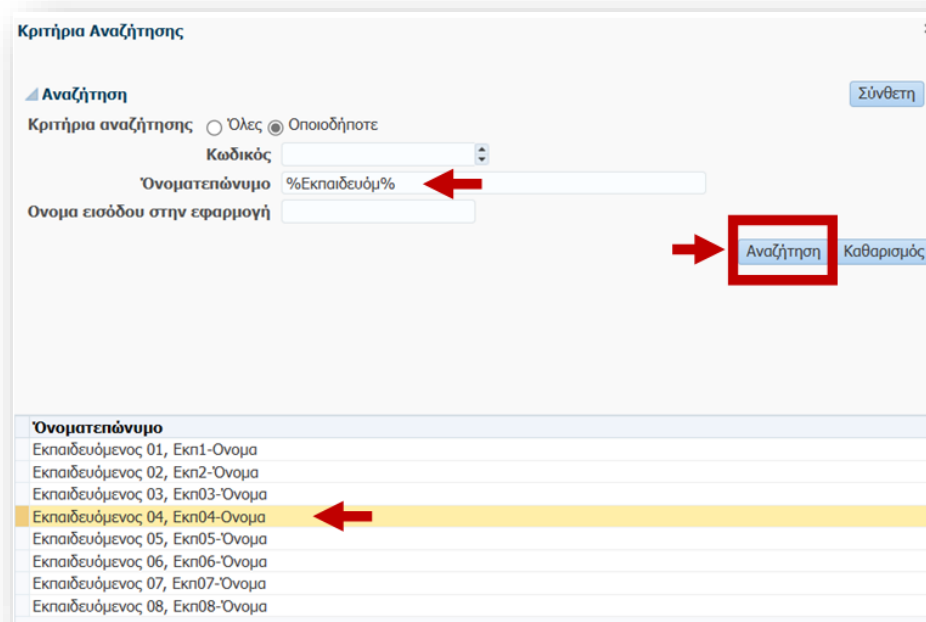 Κριτήρια Αναζήτησης
Αναζήτηση
Σύνθετη
Κριτήρια αναζήτησης Όλες Οποιοδήποτε
Κωδικός
Όνοματεπώνυμο %Εκπαιδευόμ%
Ονομα εισόδου στην εφαρμογή
Αναζήτηση Καθαρισμός
Όνοματεπώνυμο
Εκπαιδευόμενος 01, Εκπ1-Ονομα
Εκπαιδευόμενος 02, Εκπ2-Όνομα
Εκπαιδευόμενος 03, Εκπ03-Όνομα
Εκπαιδευόμενος 04, Εκπ04-Ονομα
Εκπαιδευόμενος 05, Εκπ05-Όνομα
Εκπαιδευόμενος 06, Εκπ06-Όνομα
Εκπαιδευόμενος 07, Εκπ07-Όνομα
Εκπαιδευόμενος 08, Εκπ08-Όνομα